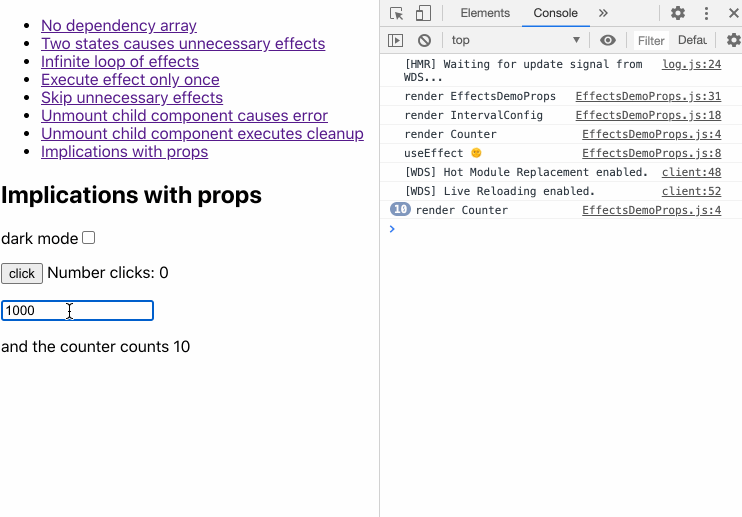 No dependency array
Two states causes unnecessary effects
Infinite loop of effects
Execute effect only once
Skip unnecessary effects
Unmount child component causes error
Unmount child component executes cleanup
Implications with props
Implications with props
dark mode
click Number clicks: 0
1000
and the counter counts 10
Elements Console »
top Filter Defau
[HMR] Waiting for update signal from log.js:24
WDS...
render EffectsDemoProps EffectsDemoProps.js:31
render IntervalConfig EffectsDemoProps.js:18
render Counter EffectsDemoProps.js:4
useEffect EffectsDemoProps.js:8
[WDS] Hot Module Replacement enabled. client:48
[WDS] Live Reloading enabled. client:52
10 render Counter EffectsDemoProps.js:4